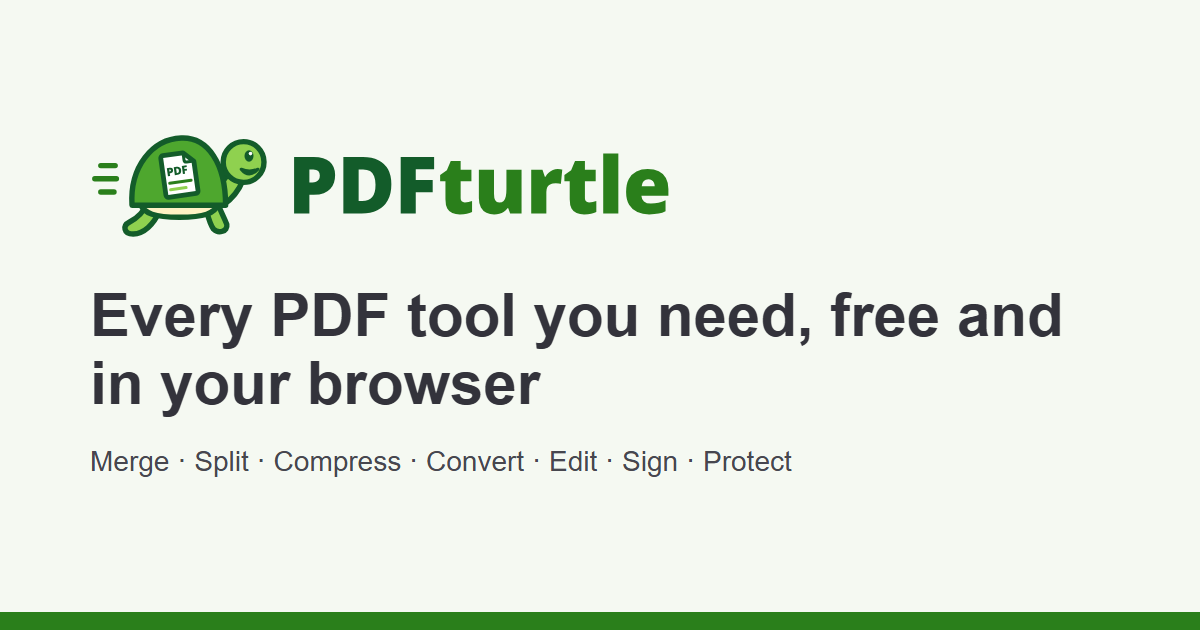 PDF
PDFturtle
Every PDF tool you need, free and
in your browser
Merge · Split · Compress · Convert · Edit · Sign · Protect